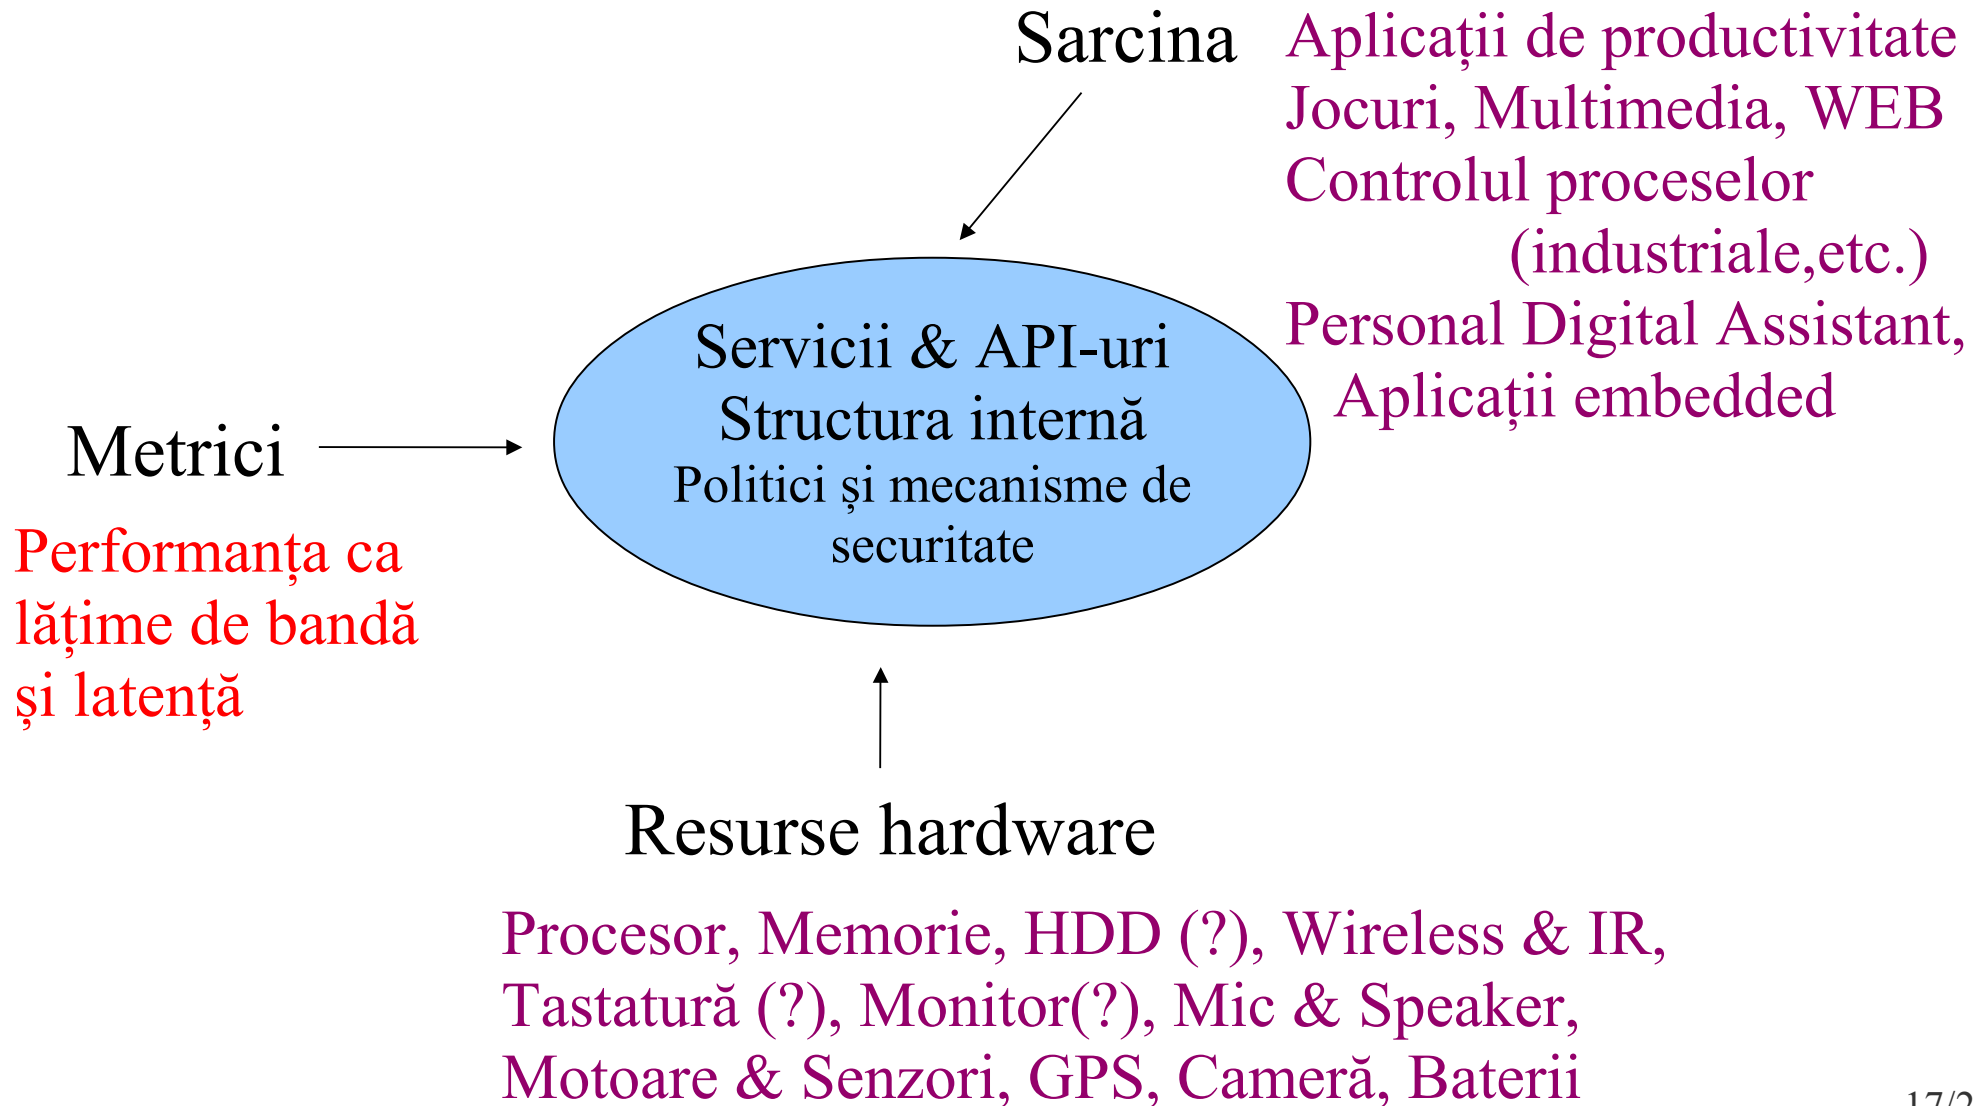 Sarcina
Aplicații de productivitate
Jocuri, Multimedia, WEB
Controlul proceselor
(industriale,etc.)
Personal Digital Assistant,
Aplicații embedded
Servicii & API-uri
Structura internă
Politici și mecanisme de
securitate
Metrici
Performanța ca
lățime de bandă
și latență
Resurse hardware
Procesor, Memorie, HDD (?), Wireless & IR,
Tastatură (?), Monitor(?), Mic & Speaker,
Motoare & Senzori, GPS, Cameră, Baterii